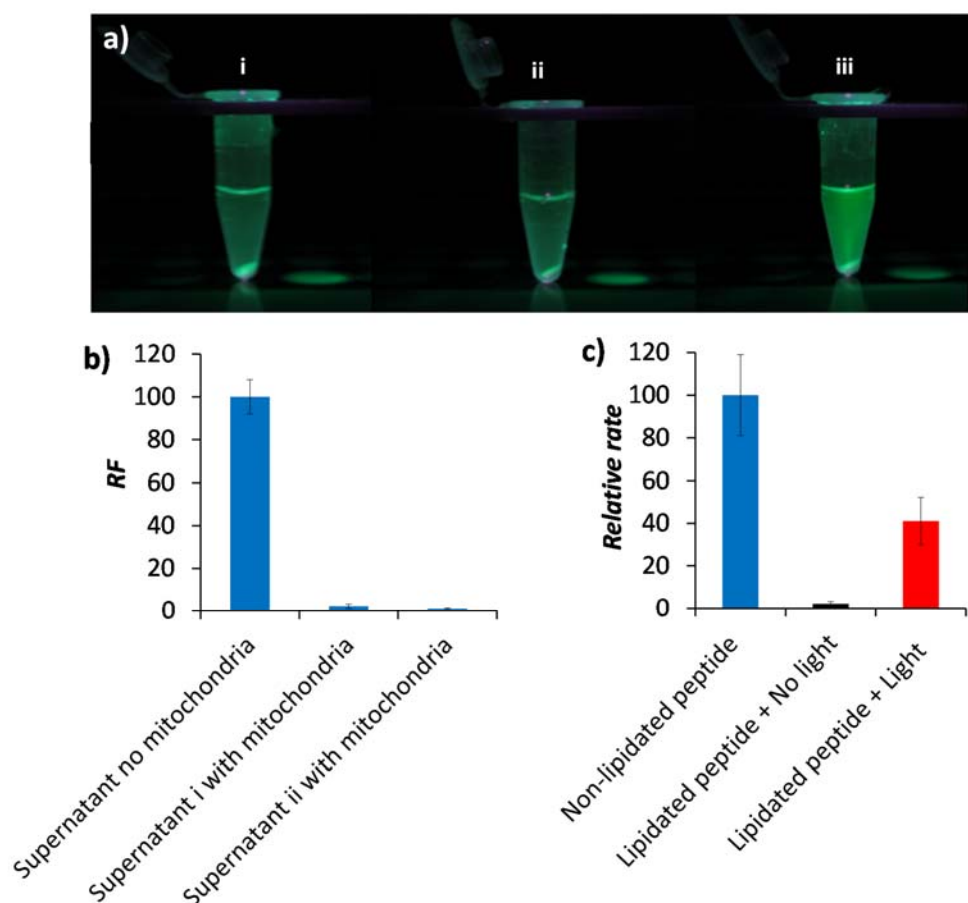 a)
i
ii
iii
b)
120
100
80
60
40
20
0
RF
Supernatant no mitochondria
Supernatant i with mitochondria
Supernatant ii with mitochondria
c)
120
100
80
60
40
20
0
Relative rate
Non-lipidated peptide
Lipidated peptide + No light
Lipidated peptide + Light